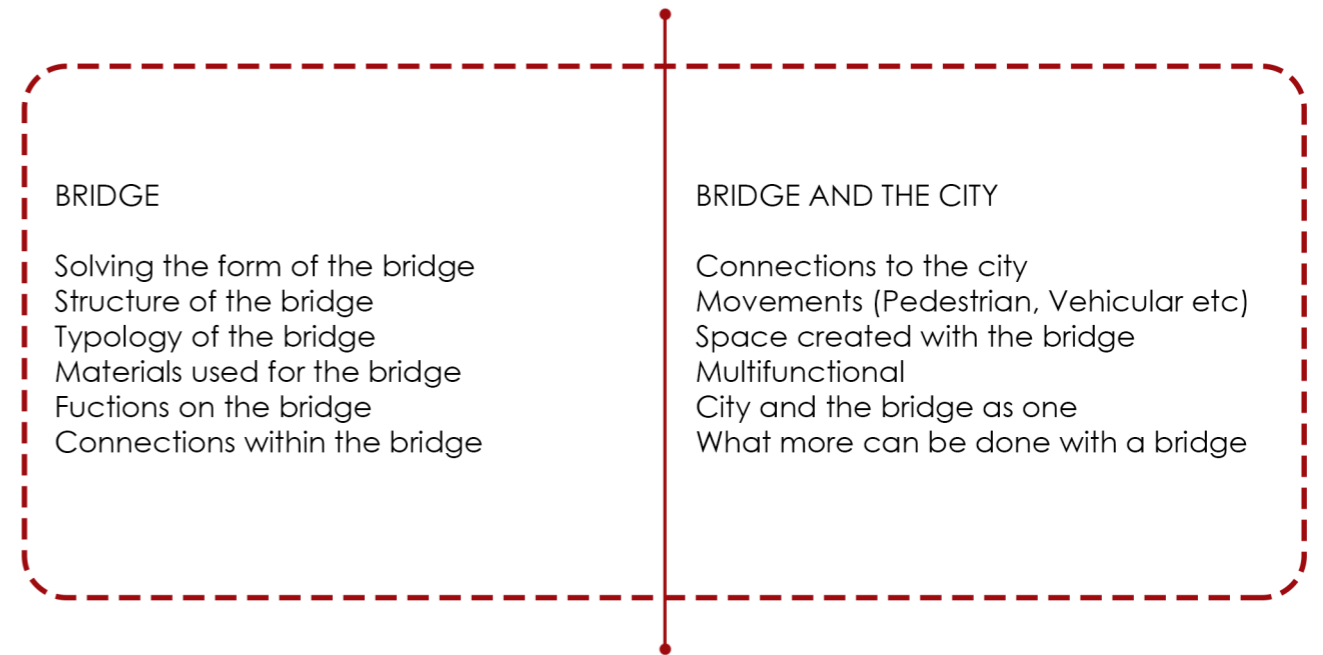 BRIDGE
Solving the form of the bridge
Structure of the bridge
Typology of the bridge
Materials used for the bridge
Fuctions on the bridge
Connections within the bridge
BRIDGE AND THE CITY
Connections to the city
Movements (Pedestrian, Vehicular etc)
Space created with the bridge
Multifunctional
City and the bridge as one
What more can be done with a bridge